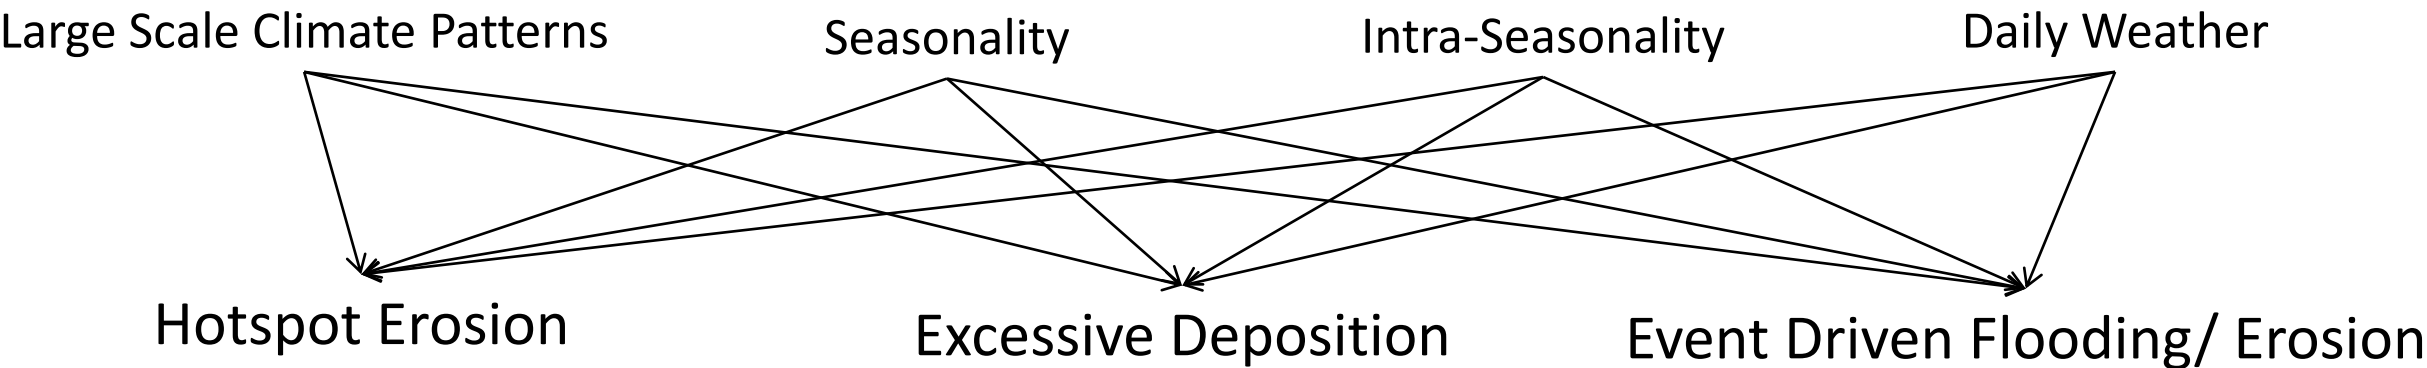 Large Scale Climate Patterns
Seasonality
Intra-Seasonality
Daily Weather
Hotspot Erosion
Excessive Deposition
Event Driven Flooding/ Erosion